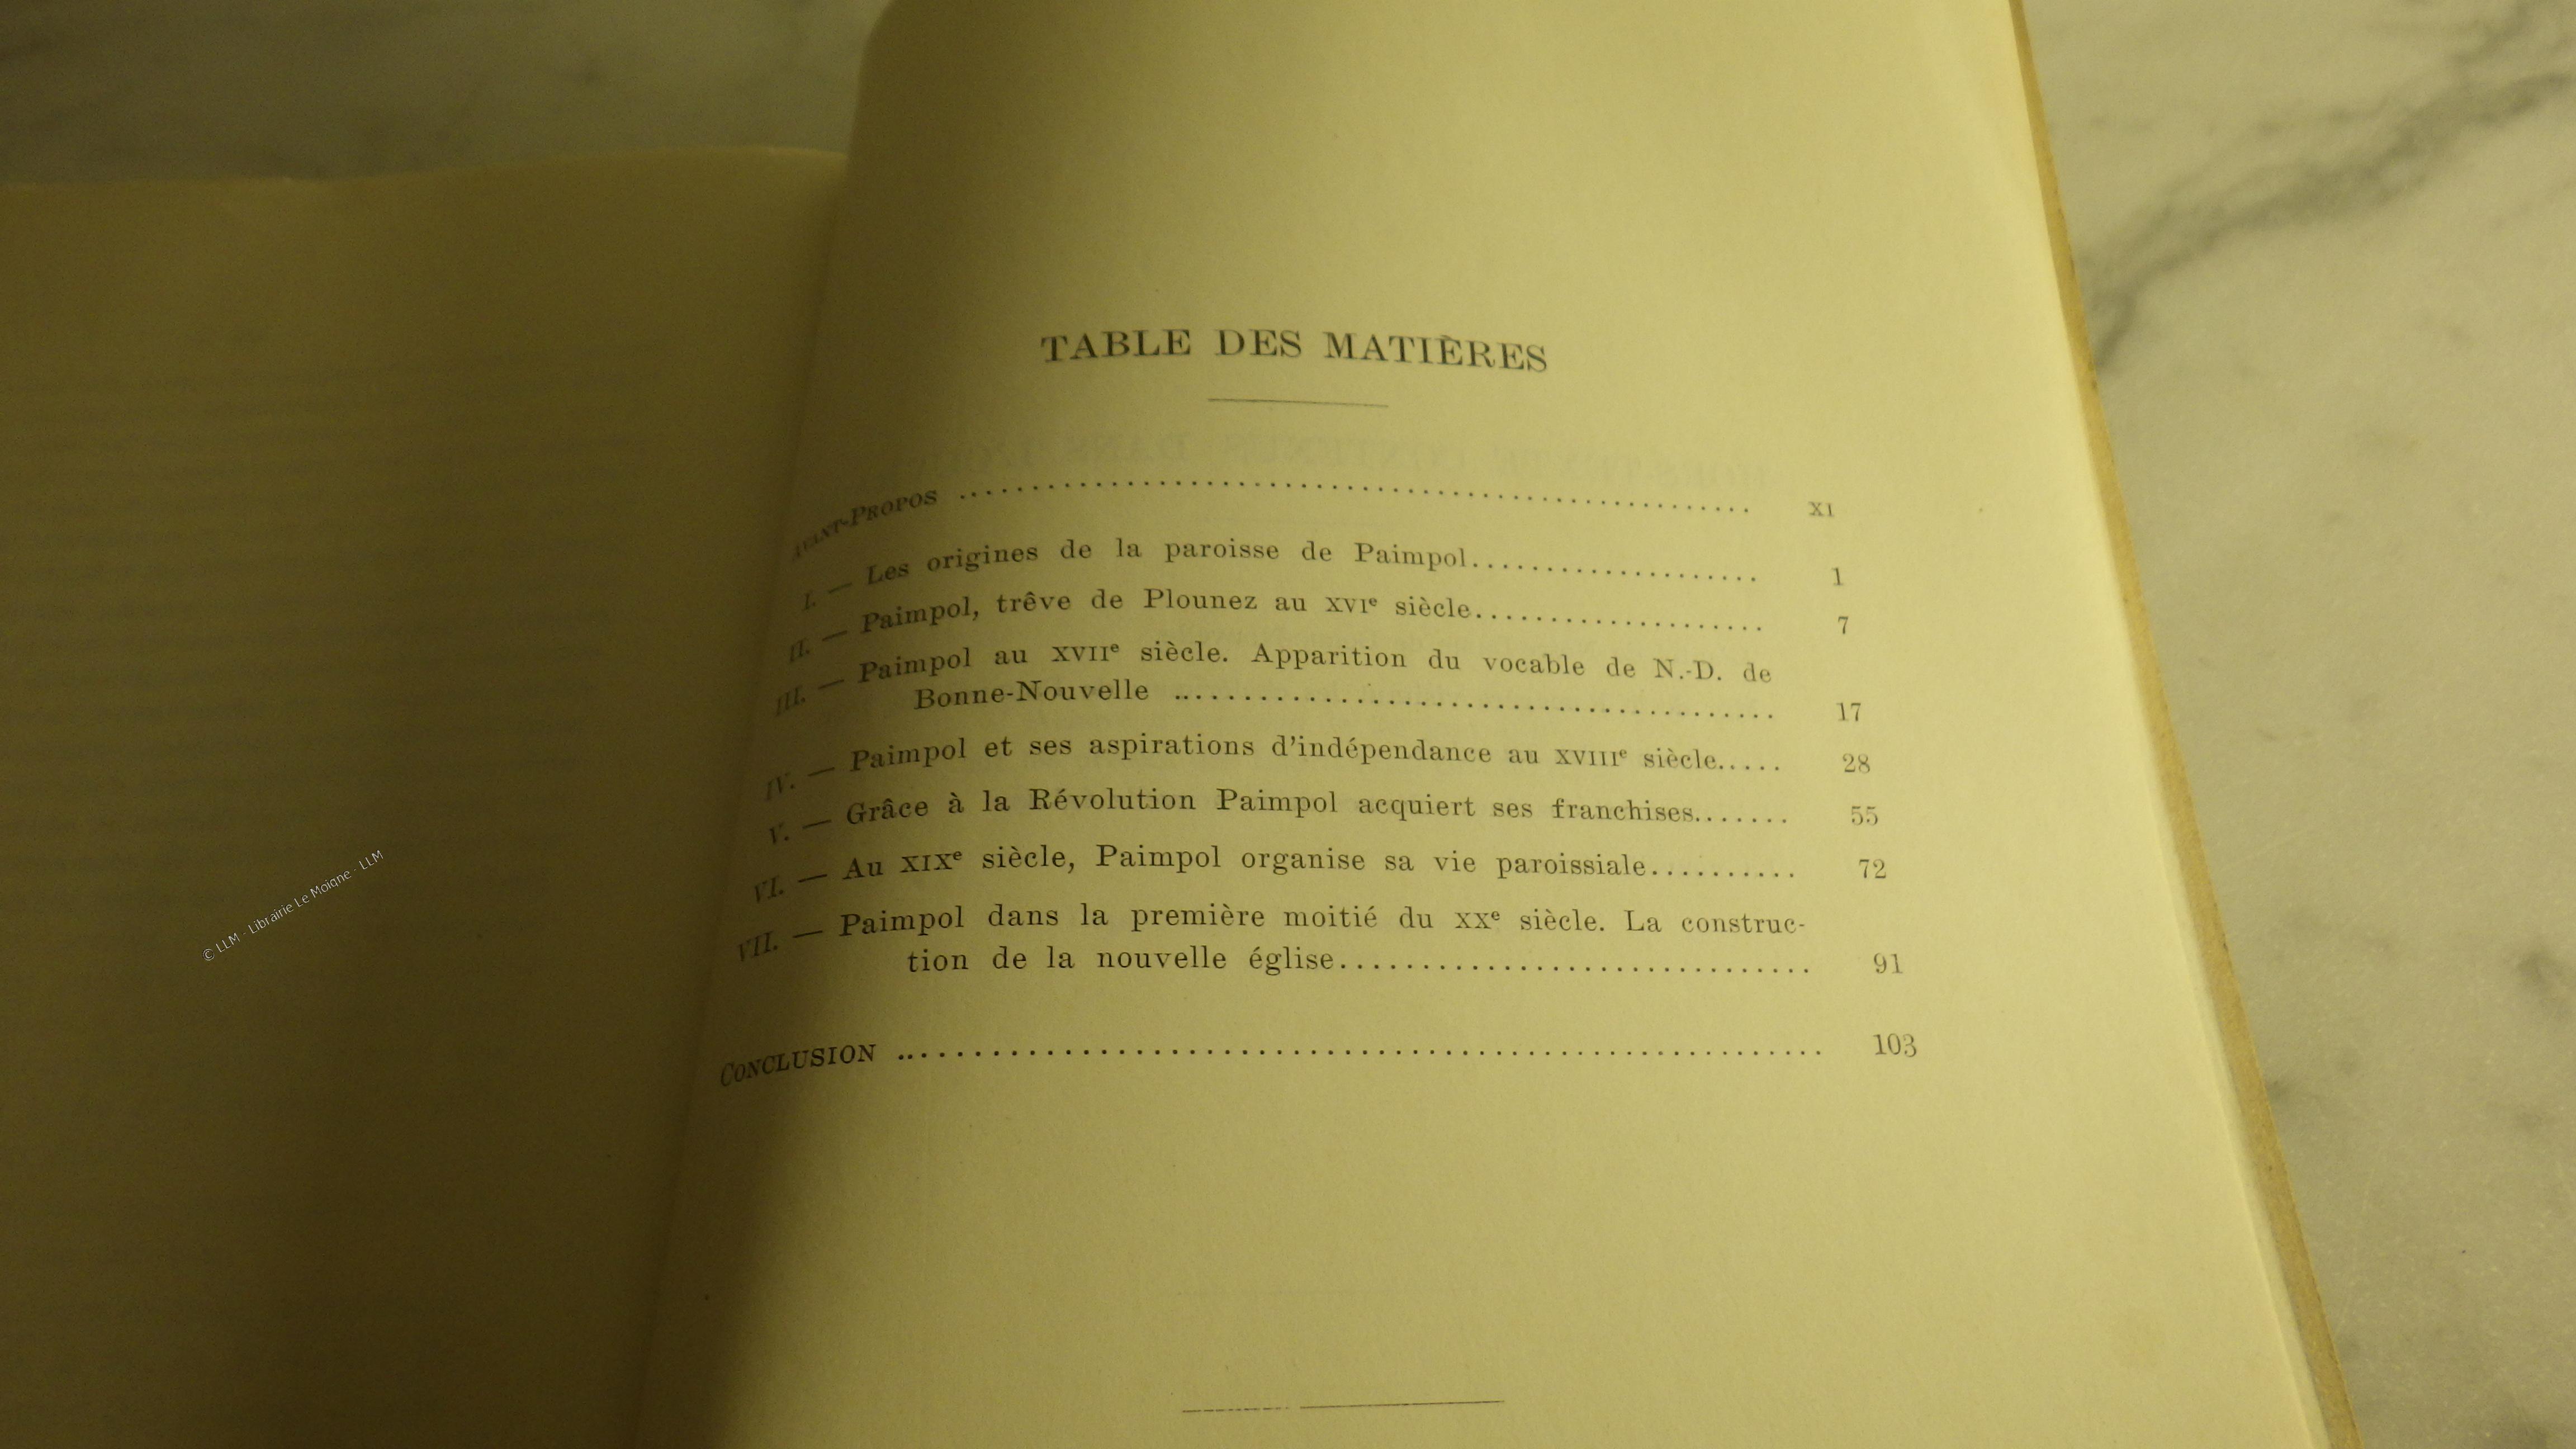 TABLE DES MATIÈRES
AVANT-PROPOS .................... XI
I. — Les origines de la paroisse de Paimpol.................... 1
II. — Paimpol, trêve de Plounez au XVIe siècle.................... 7
III. — Paimpol au XVIIe siècle. Apparition du vocable de N.-D. de
Bonne-Nouvelle .................... 17
IV. — Paimpol et ses aspirations d'indépendance au XVIIIe siècle..... 28
V. — Grâce à la Révolution Paimpol acquiert ses franchises....... 55
VI. — Au XIXe siècle, Paimpol organise sa vie paroissiale.......... 72
VII. — Paimpol dans la première moitié du XXe siècle. La construc-
tion de la nouvelle église.................... 91
CONCLUSION .................... 103
© LLM - Librairie Le Moigne - LLM